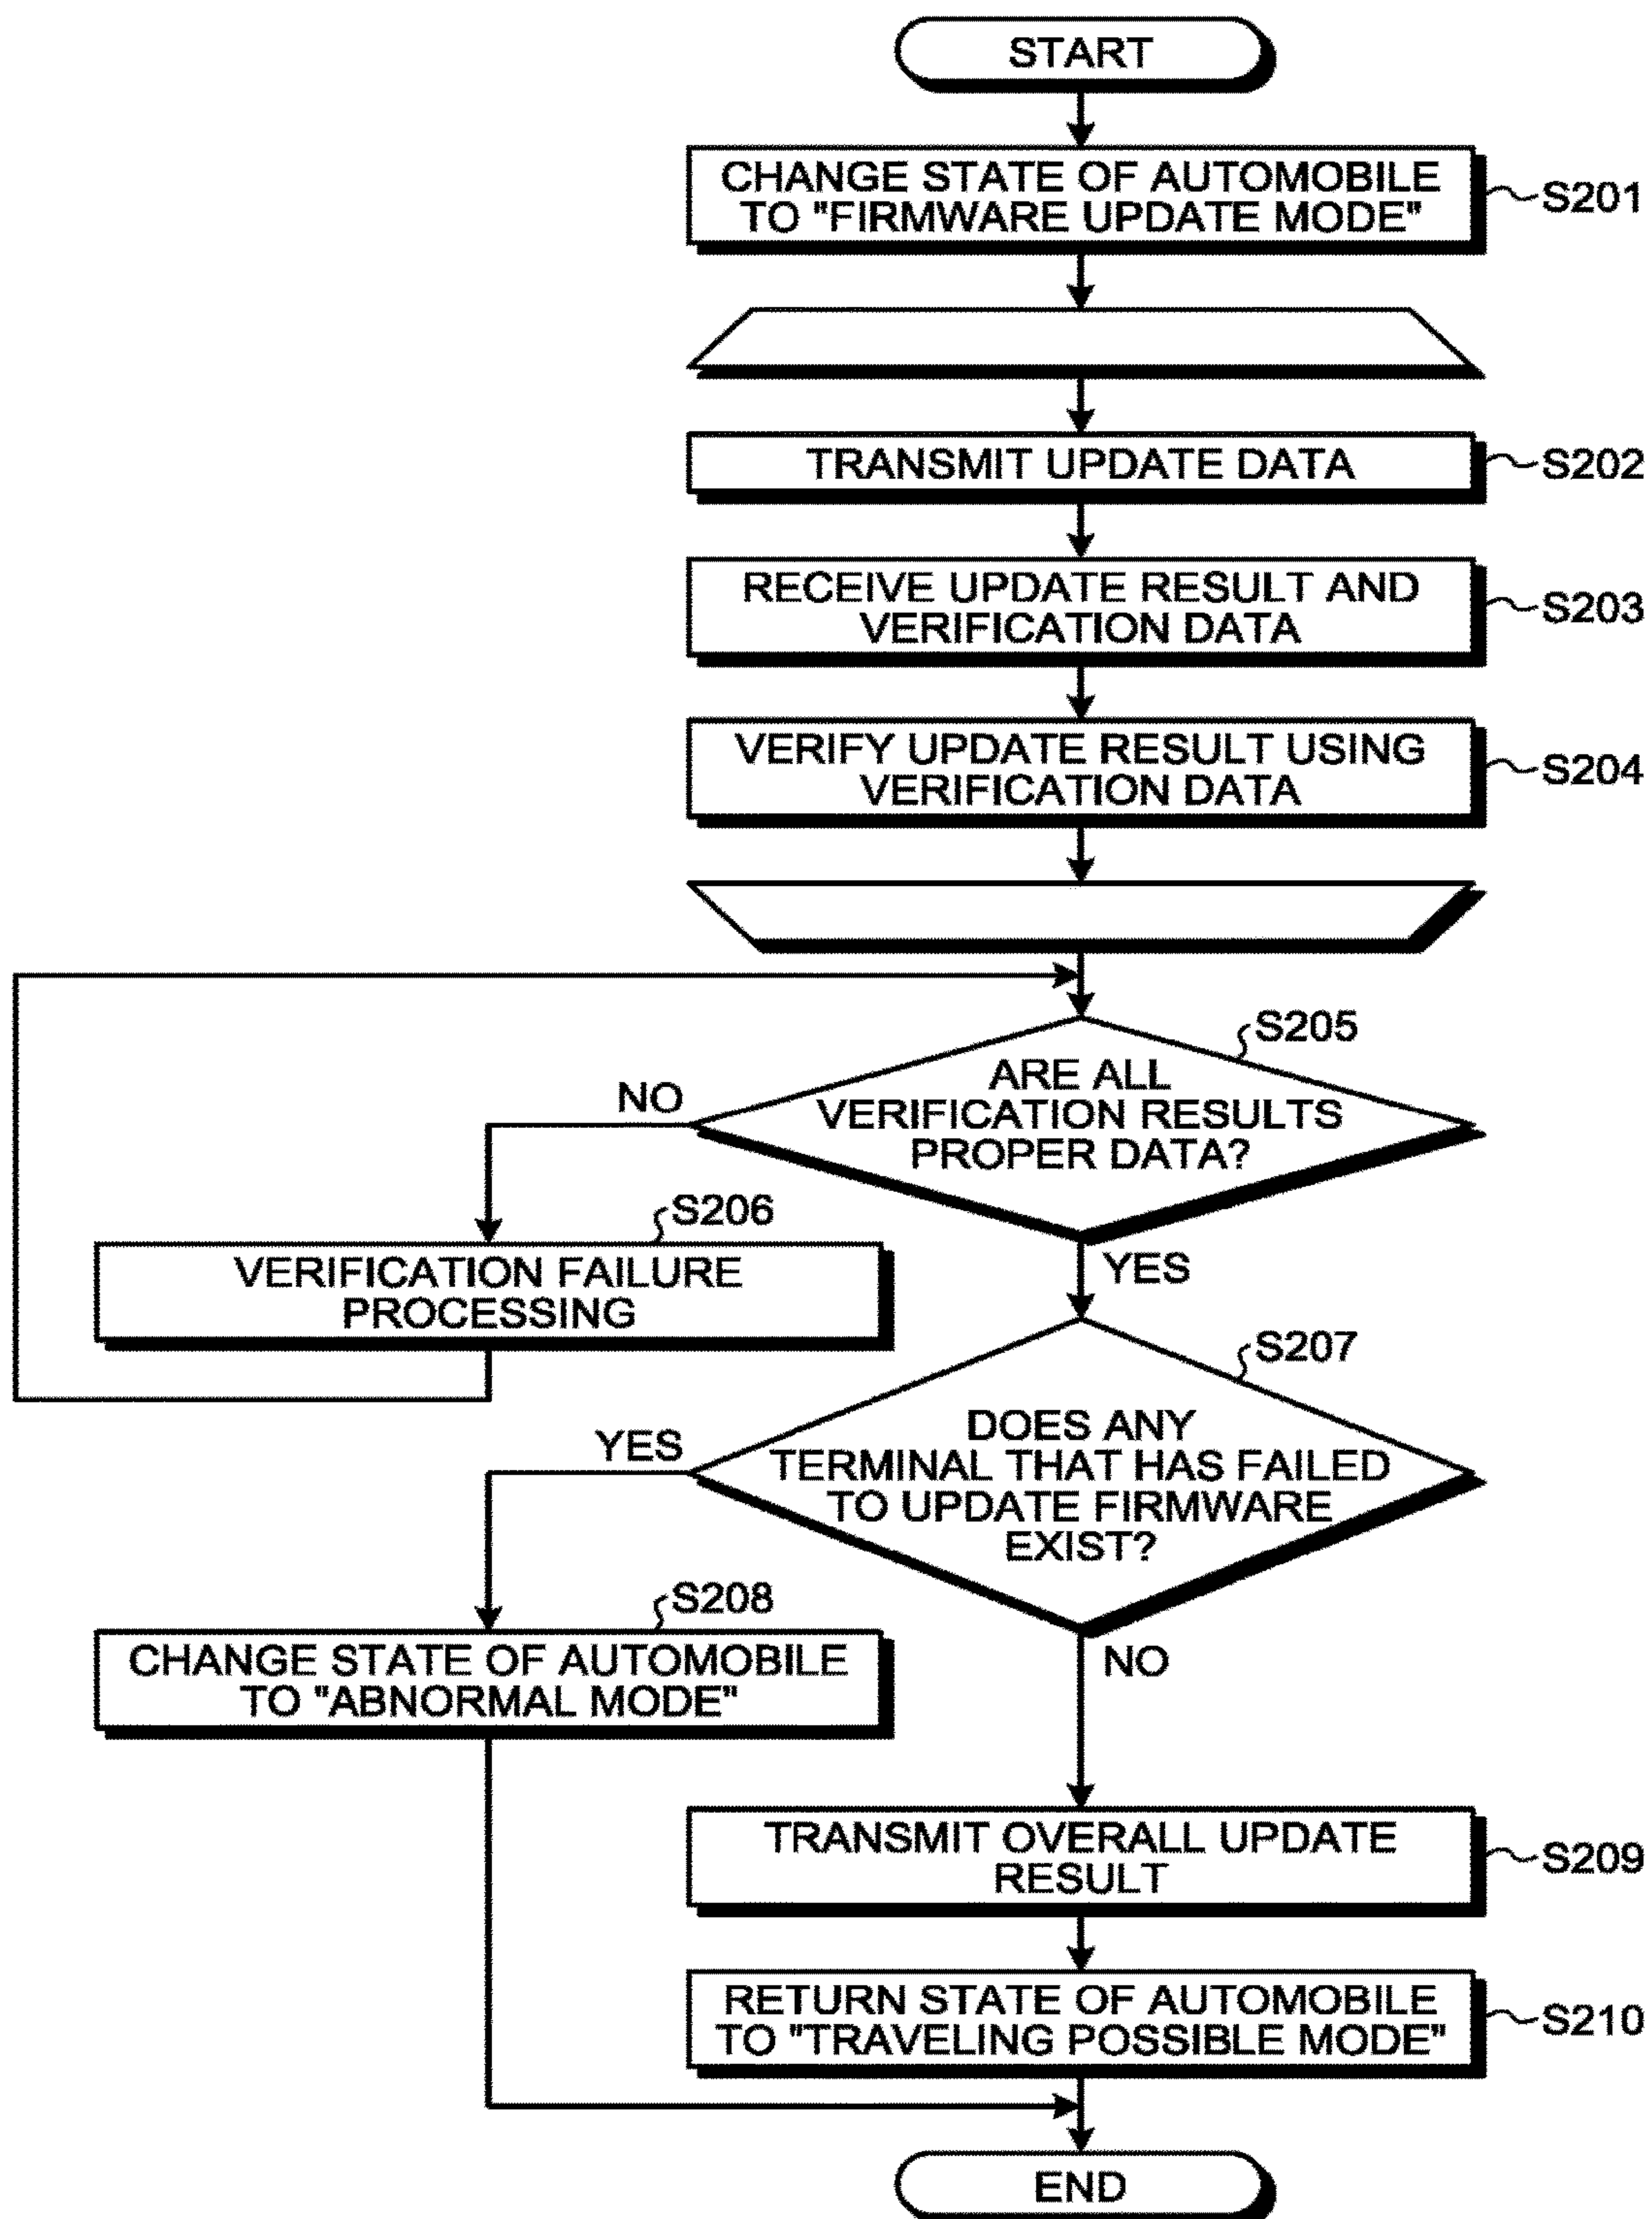 START
CHANGE STATE OF AUTOMOBILE
TO "FIRMWARE UPDATE MODE"
S201
TRANSMIT UPDATE DATA
S202
RECEIVE UPDATE RESULT AND
VERIFICATION DATA
S203
VERIFY UPDATE RESULT USING
VERIFICATION DATA
S204
S205
ARE ALL
VERIFICATION RESULTS
PROPER DATA?
NO
YES
S206
VERIFICATION FAILURE
PROCESSING
S207
DOES ANY
TERMINAL THAT HAS FAILED
TO UPDATE FIRMWARE
EXIST?
YES
NO
S208
CHANGE STATE OF AUTOMOBILE
TO "ABNORMAL MODE"
TRANSMIT OVERALL UPDATE
RESULT
S209
RETURN STATE OF AUTOMOBILE
TO "TRAVELING POSSIBLE MODE"
S210
END